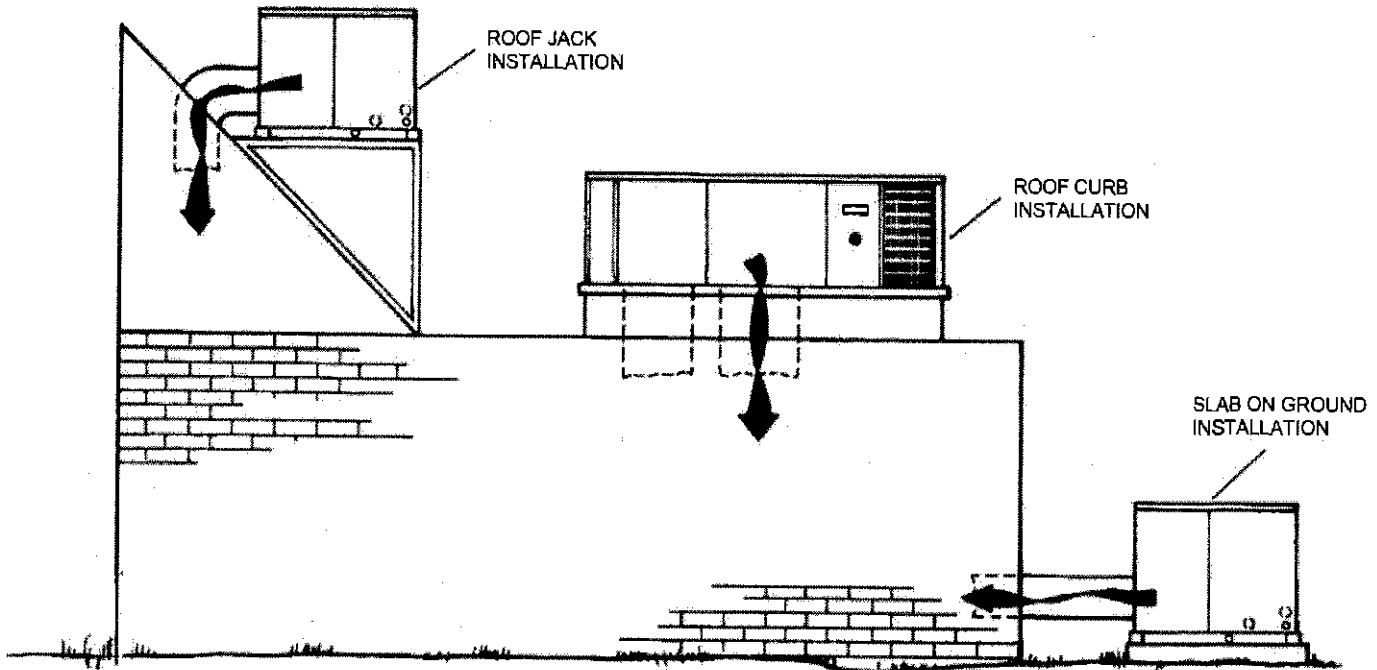 ROOF JACK
INSTALLATION
ROOF CURB
INSTALLATION
SLAB ON GROUND
INSTALLATION